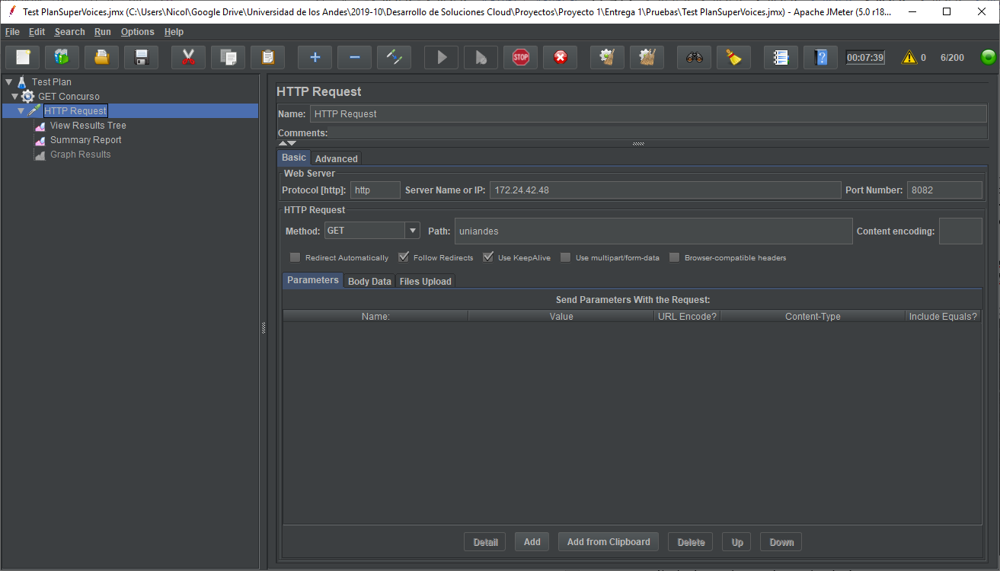 Test PlanSuperVoices.jmx (C:\Users\Nicol\Google Drive\Universidad de los Andes\2019-10\Desarrollo de Soluciones Cloud\Proyectos\Proyecto 1\Entrega 1\Pruebas\Test PlanSuperVoices.jmx) - Apache JMeter (5.0 r18...
File Edit Search Run Options Help
STOP 00:07:39 0 6/200
Test Plan
GET Concurso
HTTP Request
View Results Tree
Summary Report
Graph Results
HTTP Request
Name: HTTP Request
Comments:
Basic Advanced
Web Server
Protocol [http]: http Server Name or IP: 172.24.42.48 Port Number: 8082
HTTP Request
Method: GET Path: uniandes Content encoding:
Redirect Automatically Follow Redirects Use KeepAlive Use multipart/form-data Browser-compatible headers
Parameters Body Data Files Upload
Send Parameters With the Request:
Name: Value URL Encode? Content-Type Include Equals?
Detail Add Add from Clipboard Delete Up Down